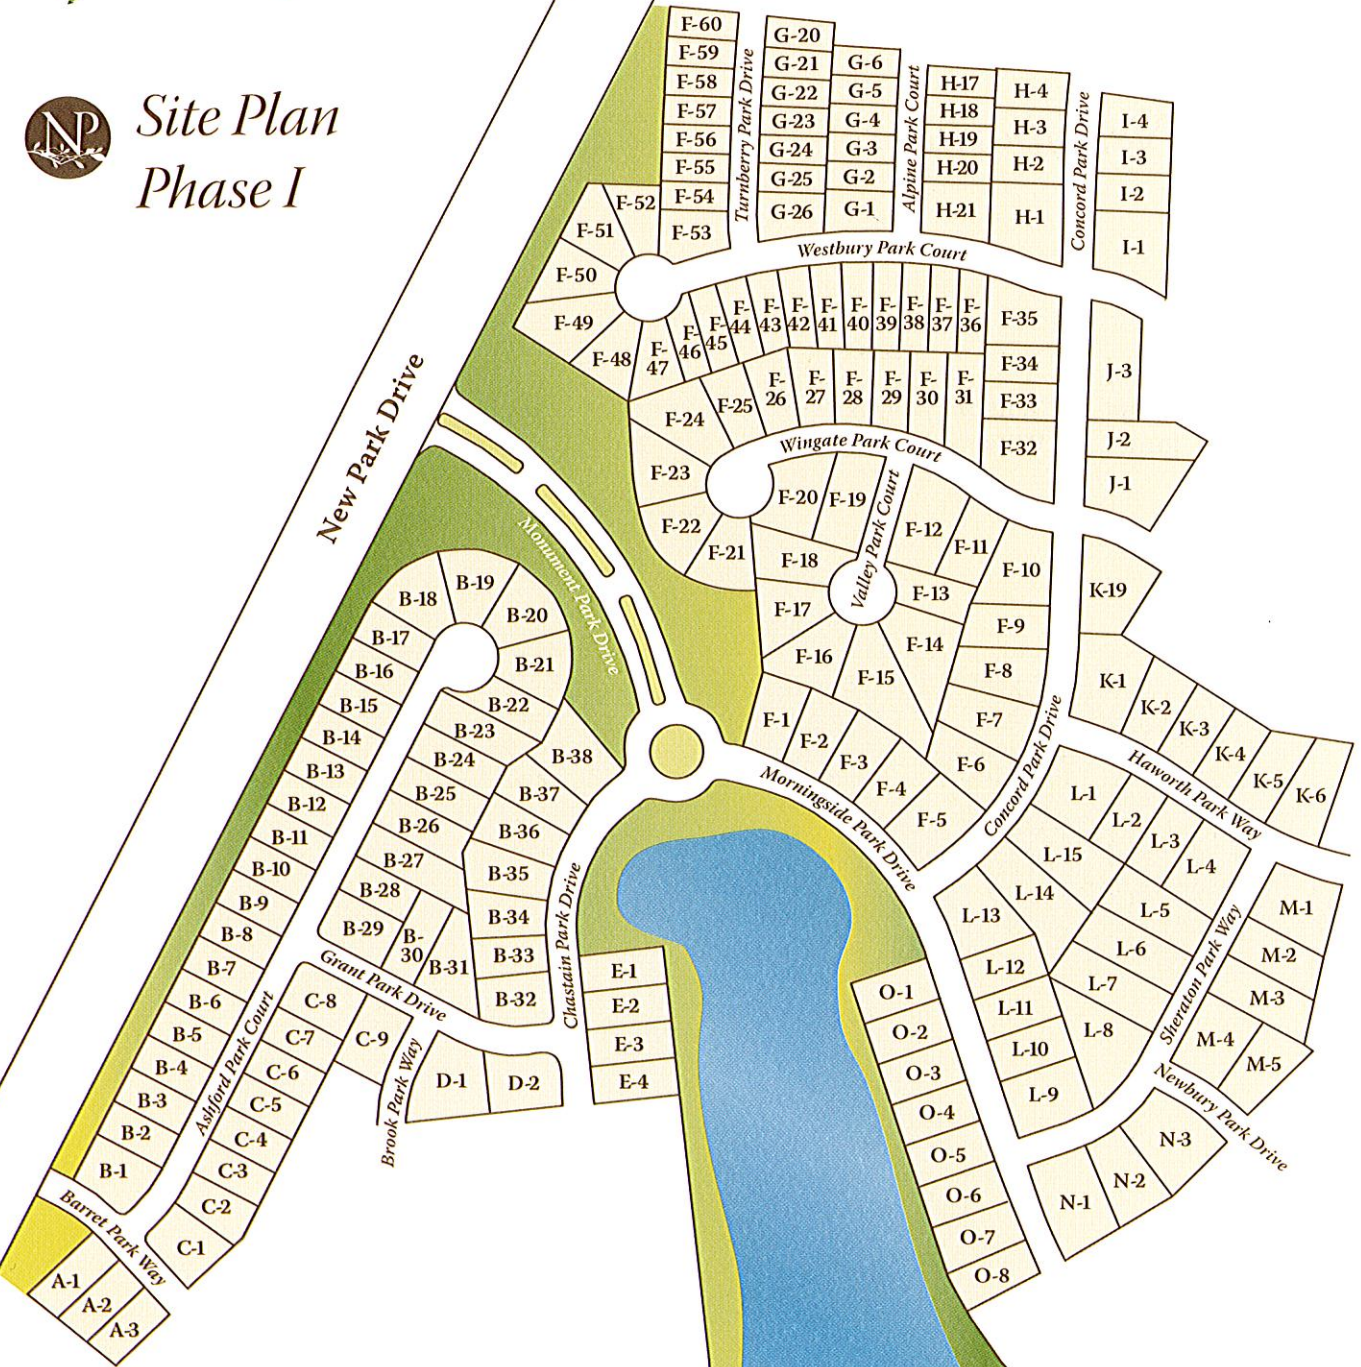 NP
Site Plan
Phase I
New Park Drive
Monument Park Drive
Turnberry Park Drive
Alpine Park Court
Concord Park Drive
Westbury Park Court
Wingate Park Court
Valley Park Court
Concord Park Drive
Morningside Park Drive
Haworth Park Way
Sheraton Park Way
Newbury Park Drive
Chastain Park Drive
Grant Park Drive
Brook Park Way
Ashford Park Court
Barret Park Way
F-60
F-59
F-58
F-57
F-56
F-55
F-54
F-53
F-52
F-51
F-50
F-49
F-48
F-
47
F-
46
F-
45
F-
44
F-
43
F-
42
F-
41
F-
40
F-
39
F-
38
F-
37
F-
36
F-35
F-34
F-33
F-32
F-
31
F-
30
F-
29
F-
28
F-
27
F-
26
F-25
F-24
F-23
F-22
F-21
F-20
F-19
F-18
F-17
F-16
F-15
F-14
F-13
F-12
F-11
F-10
F-9
F-8
F-7
F-6
F-5
F-4
F-3
F-2
F-1
G-20
G-21
G-22
G-23
G-24
G-25
G-26
G-6
G-5
G-4
G-3
G-2
G-1
H-17
H-18
H-19
H-20
H-21
H-4
H-3
H-2
H-1
I-4
I-3
I-2
I-1
J-3
J-2
J-1
K-19
K-1
K-2
K-3
K-4
K-5
K-6
L-1
L-2
L-3
L-4
L-5
L-6
L-7
L-8
L-9
L-10
L-11
L-12
L-13
L-14
L-15
M-1
M-2
M-3
M-4
M-5
N-1
N-2
N-3
O-1
O-2
O-3
O-4
O-5
O-6
O-7
O-8
E-1
E-2
E-3
E-4
D-1
D-2
B-38
B-37
B-36
B-35
B-34
B-33
B-32
B-31
B-
30
B-29
B-28
B-27
B-26
B-25
B-24
B-23
B-22
B-21
B-20
B-19
B-18
B-17
B-16
B-15
B-14
B-13
B-12
B-11
B-10
B-9
B-8
B-7
B-6
B-5
B-4
B-3
B-2
B-1
C-9
C-8
C-7
C-6
C-5
C-4
C-3
C-2
C-1
A-1
A-2
A-3